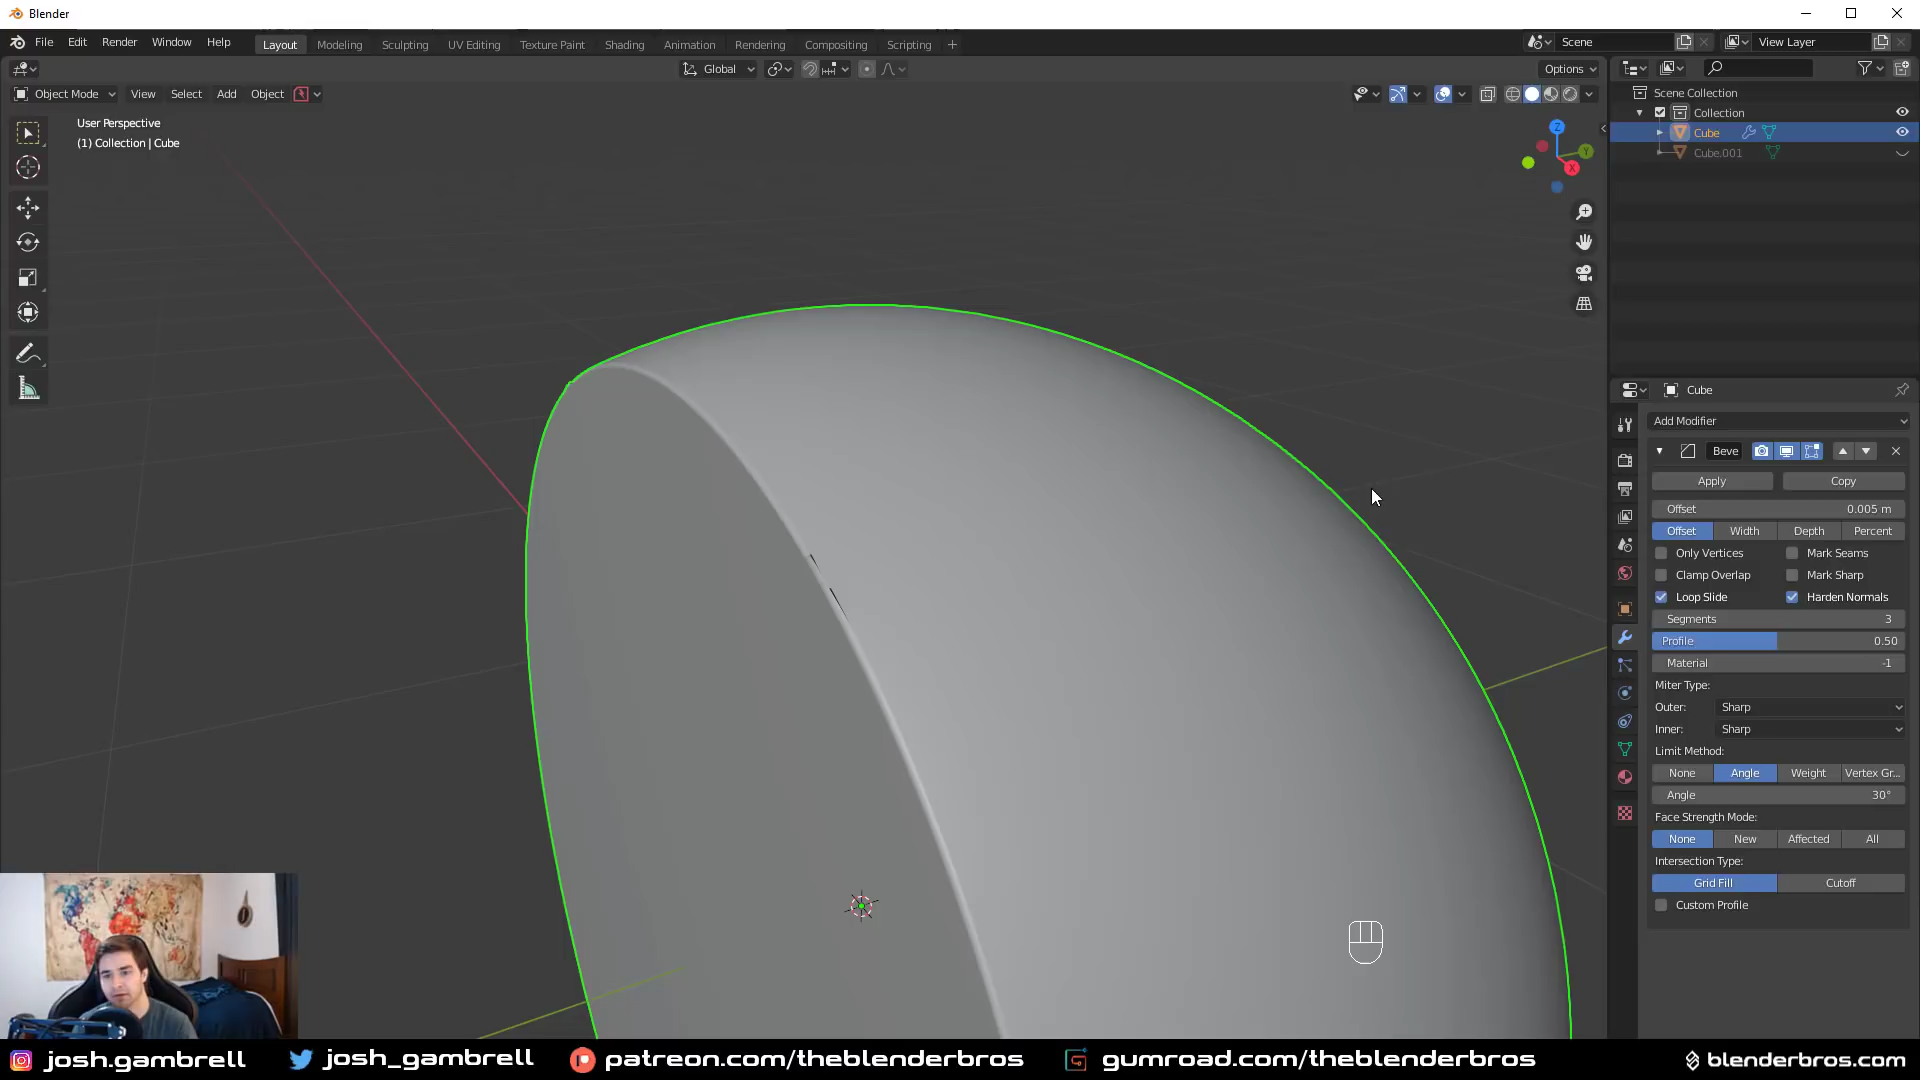 Blender
File Edit Render Window Help
Layout Modeling Sculpting UV Editing Texture Paint Shading Animation Rendering Compositing Scripting +
Scene
View Layer
Global
Options
Object Mode View Select Add Object
User Perspective
(1) Collection | Cube
Z
Y
X
Scene Collection
Collection
Cube
Cube.001
Cube
Add Modifier
Beve
Apply Copy
Offset 0.005 m
Offset Width Depth Percent
Only Vertices Mark Seams
Clamp Overlap Mark Sharp
Loop Slide Harden Normals
Segments 3
Profile 0.50
Material -1
Miter Type:
Outer: Sharp
Inner: Sharp
Limit Method:
None Angle Weight Vertex Gr...
Angle 30°
Face Strength Mode:
None New Affected All
Intersection Type:
Grid Fill Cutoff
Custom Profile
josh.gambrell josh_gambrell patreon.com/theblenderbros gumroad.com/theblenderbros blenderbros.com